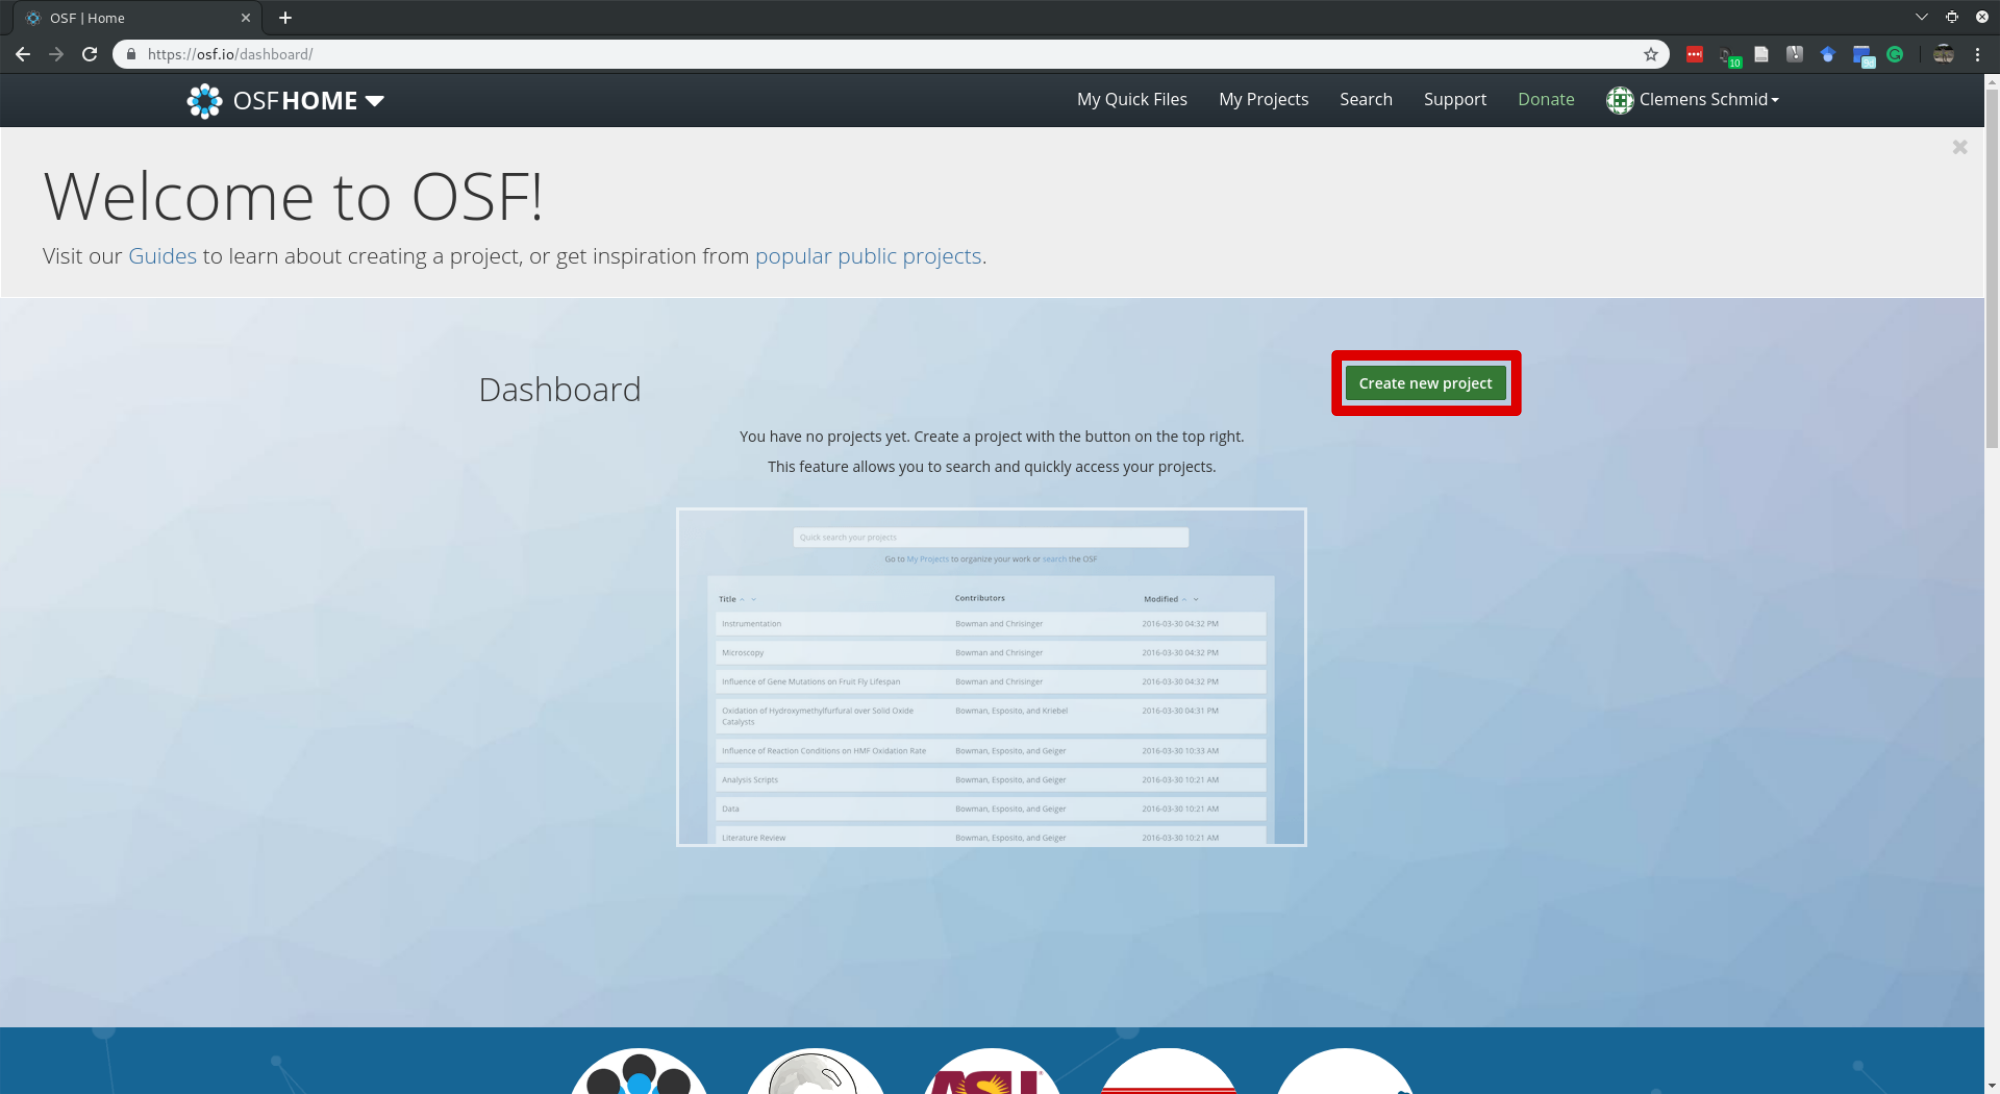 OSF | Home
https://osf.io/dashboard/
10
OSFHOME
My Quick Files
My Projects
Search
Support
Donate
Clemens Schmid
Welcome to OSF!
Visit our Guides to learn about creating a project, or get inspiration from popular public projects.
Dashboard
Create new project
You have no projects yet. Create a project with the button on the top right.
This feature allows you to search and quickly access your projects.
Quick search your projects
Go to My Projects to organize your work or search the OSF
Title
Contributors
Modified
Instrumentation
Bowman and Chrisinger
2016-03-30 04:32 PM
Microscopy
Bowman and Chrisinger
2016-03-30 04:32 PM
Influence of Gene Mutations on Fruit Fly Lifespan
Bowman and Chrisinger
2016-03-30 04:32 PM
Oxidation of Hydroxymethylfurfural over Solid Oxide
Catalysts
Bowman, Esposito, and Kriebel
2016-03-30 04:31 PM
Influence of Reaction Conditions on HMF Oxidation Rate
Bowman, Esposito, and Geiger
2016-03-30 10:33 AM
Analysis Scripts
Bowman, Esposito, and Geiger
2016-03-30 10:21 AM
Data
Bowman, Esposito, and Geiger
2016-03-30 10:21 AM
Literature Review
Bowman, Esposito, and Geiger
2016-03-30 10:21 AM
ASU